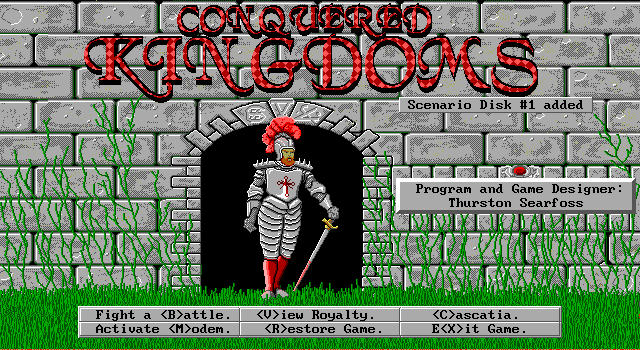 CONQUERED
KINGDOMS
Scenario Disk #1 added
Program and Game Designer:
Thurston Searfoss
Fight a <B>attle. <V>iew Royalty. <C>ascatia.
Activate <M>odem. <R>estore Game. E<X>it Game.